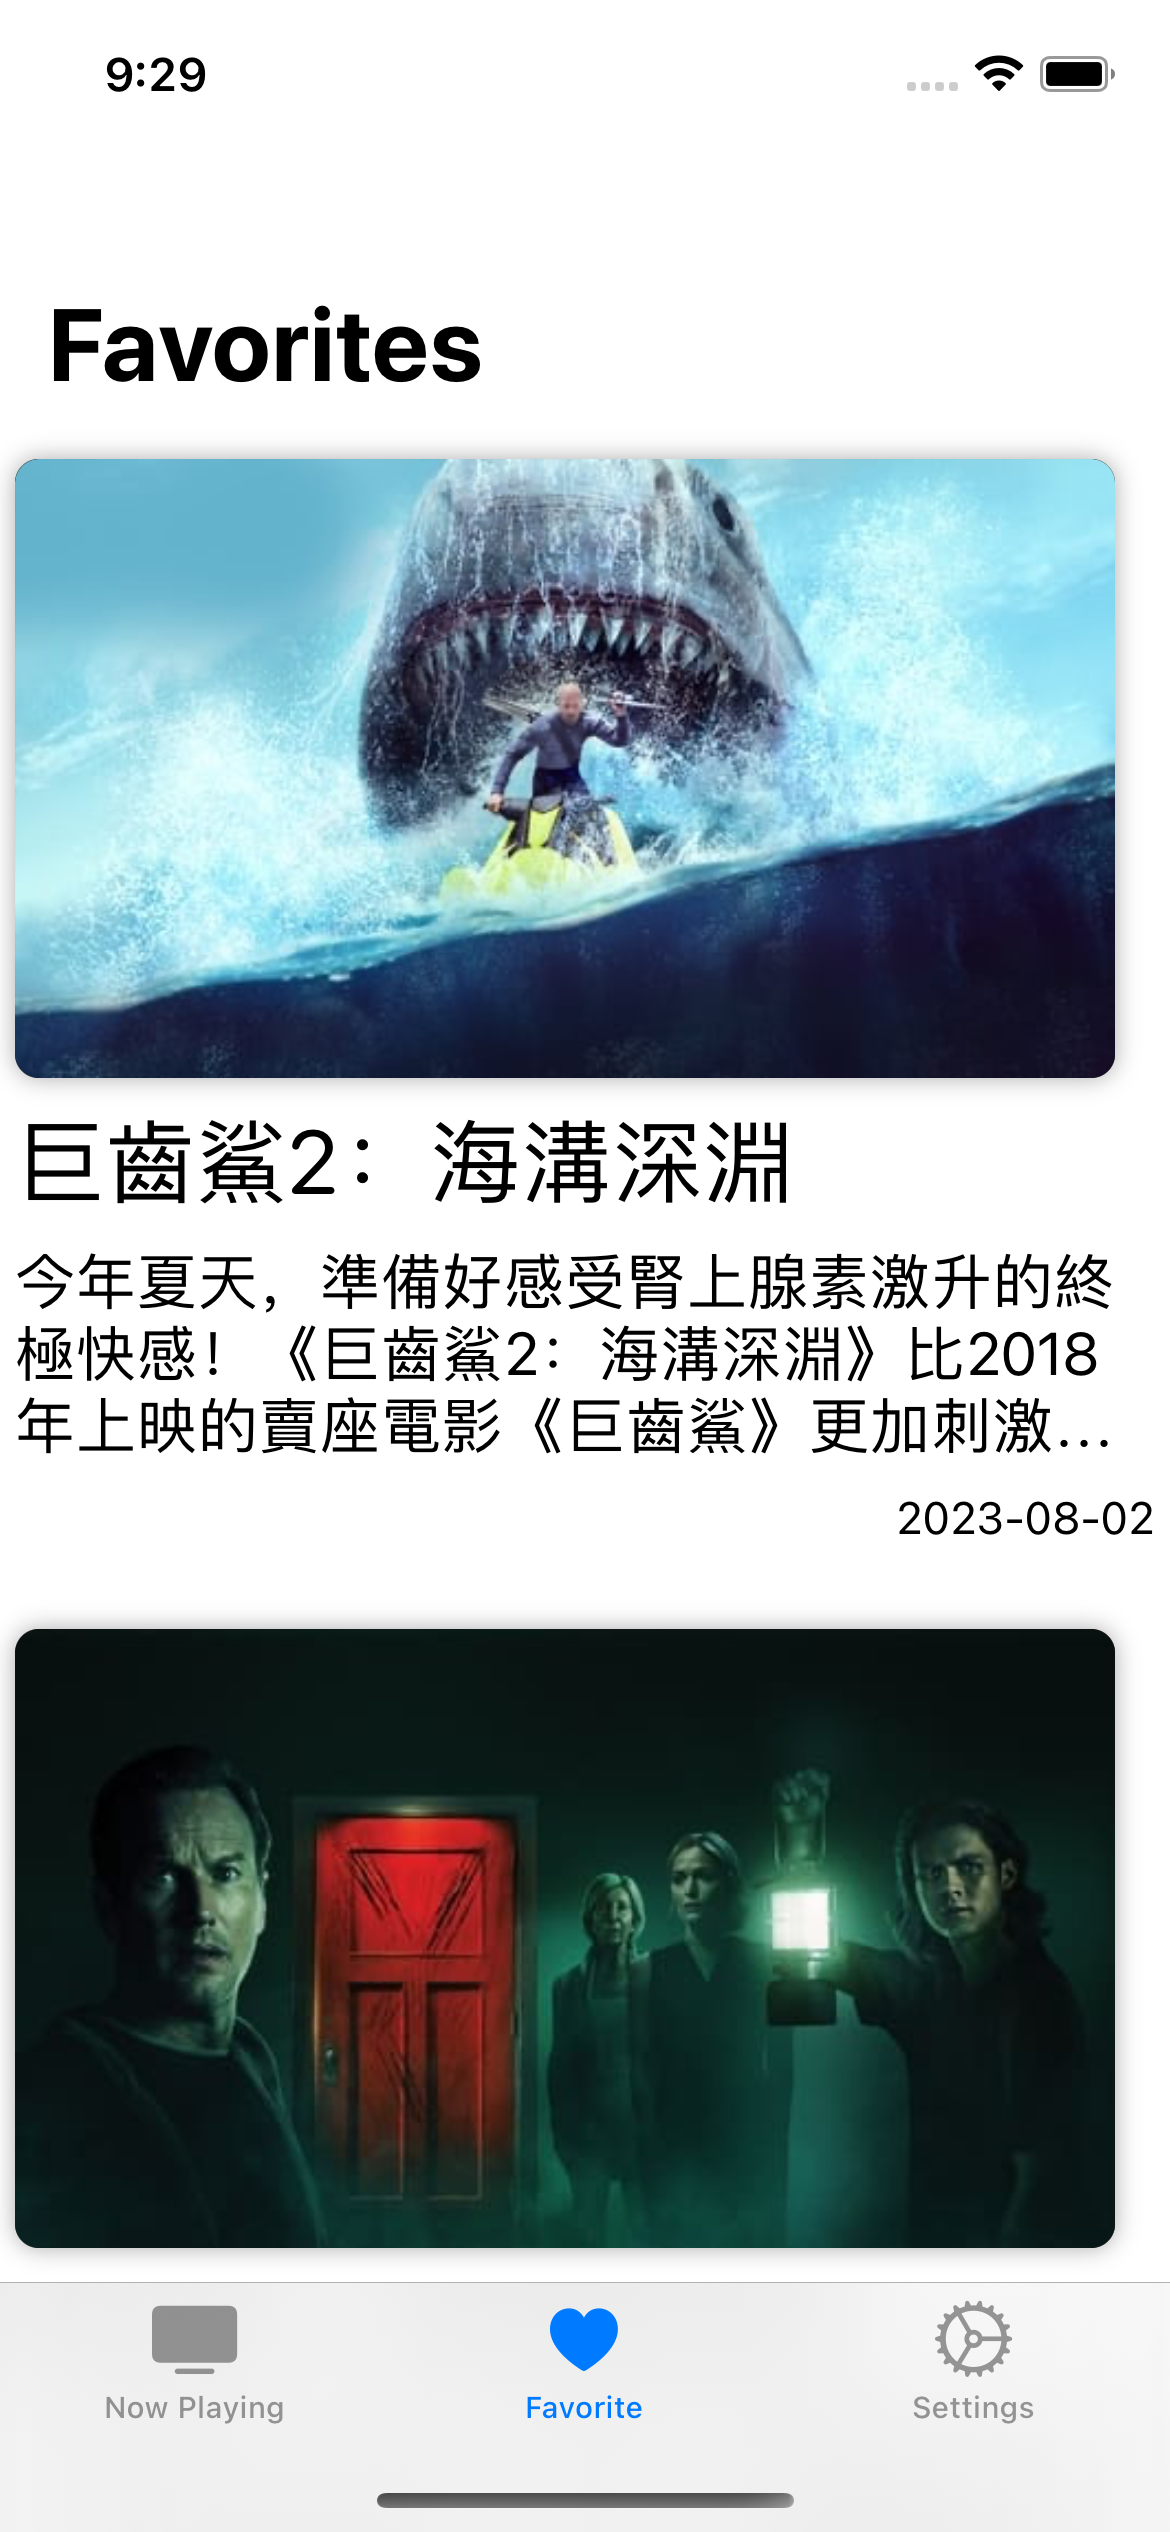 9:29
Favorites
巨齒鯊2：海溝深淵
今年夏天，準備好感受腎上腺素激升的終
極快感！《巨齒鯊2：海溝深淵》比2018
年上映的賣座電影《巨齒鯊》更加刺激...
2023-08-02
Now Playing
Favorite
Settings